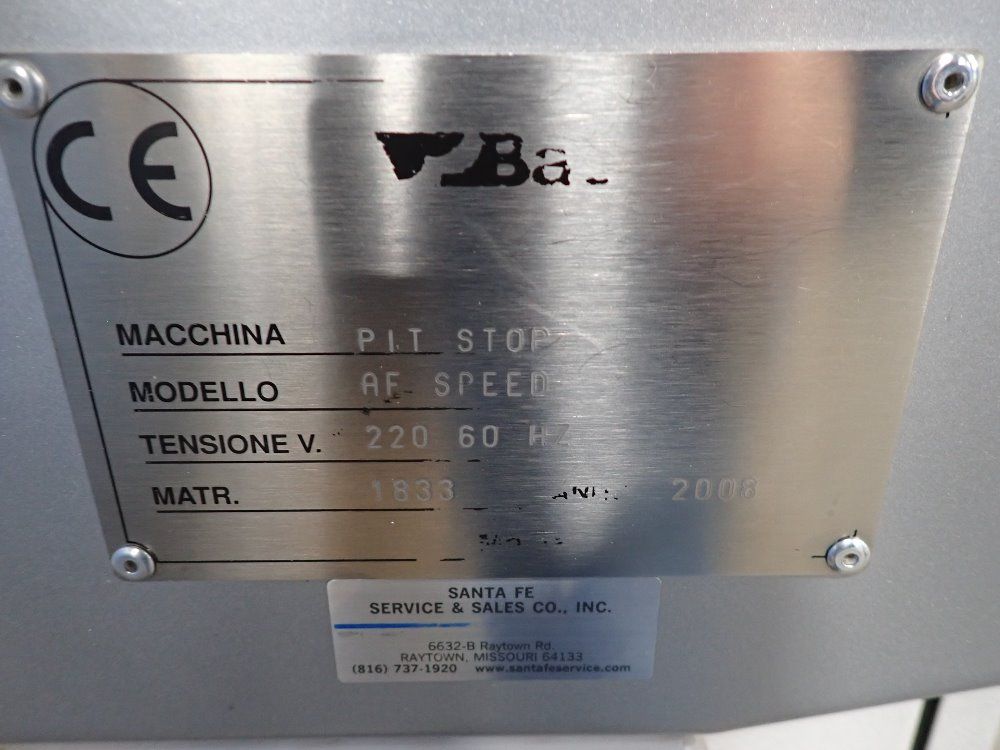 CE
Ba
MACCHINA PIT STOP
MODELLO AF SPEED
TENSIONE V. 220 60 HZ
MATR. 1833 2008
SANTA FE
SERVICE & SALES CO., INC.
6632-B Raytown Rd.
RAYTOWN, MISSOURI 64133
(816) 737-1920 www.santafeservice.com